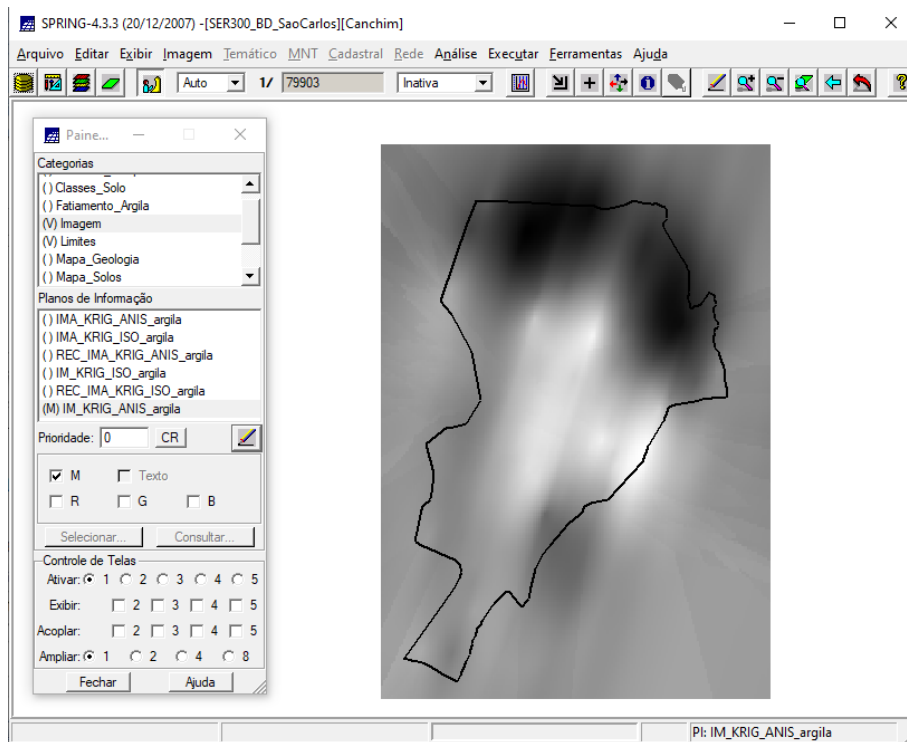 SPRING-4.3.3 (20/12/2007) -[SER300_BD_SaoCarlos][Canchim]
Arquivo Editar Exibir Imagem Temático MNT Cadastral Rede Análise Executar Ferramentas Ajuda
Auto 1/ 79903 Inativa
Paine...
Categorias
( ) Classes_Solo
( ) Fatiamento_Argila
(V) Imagem
(V) Limites
( ) Mapa_Geologia
( ) Mapa_Solos
Planos de Informação
( ) IMA_KRIG_ANIS_argila
( ) IMA_KRIG_ISO_argila
( ) REC_IMA_KRIG_ANIS_argila
( ) IM_KRIG_ISO_argila
( ) REC_IMA_KRIG_ISO_argila
(M) IM_KRIG_ANIS_argila
Prioridade: 0 CR
M Texto
R G B
Selecionar... Consultar...
Controle de Telas
Ativar: 1 2 3 4 5
Exibir: 2 3 4 5
Acoplar: 2 3 4 5
Ampliar: 1 2 4 8
Fechar Ajuda
PI: IM_KRIG_ANIS_argila